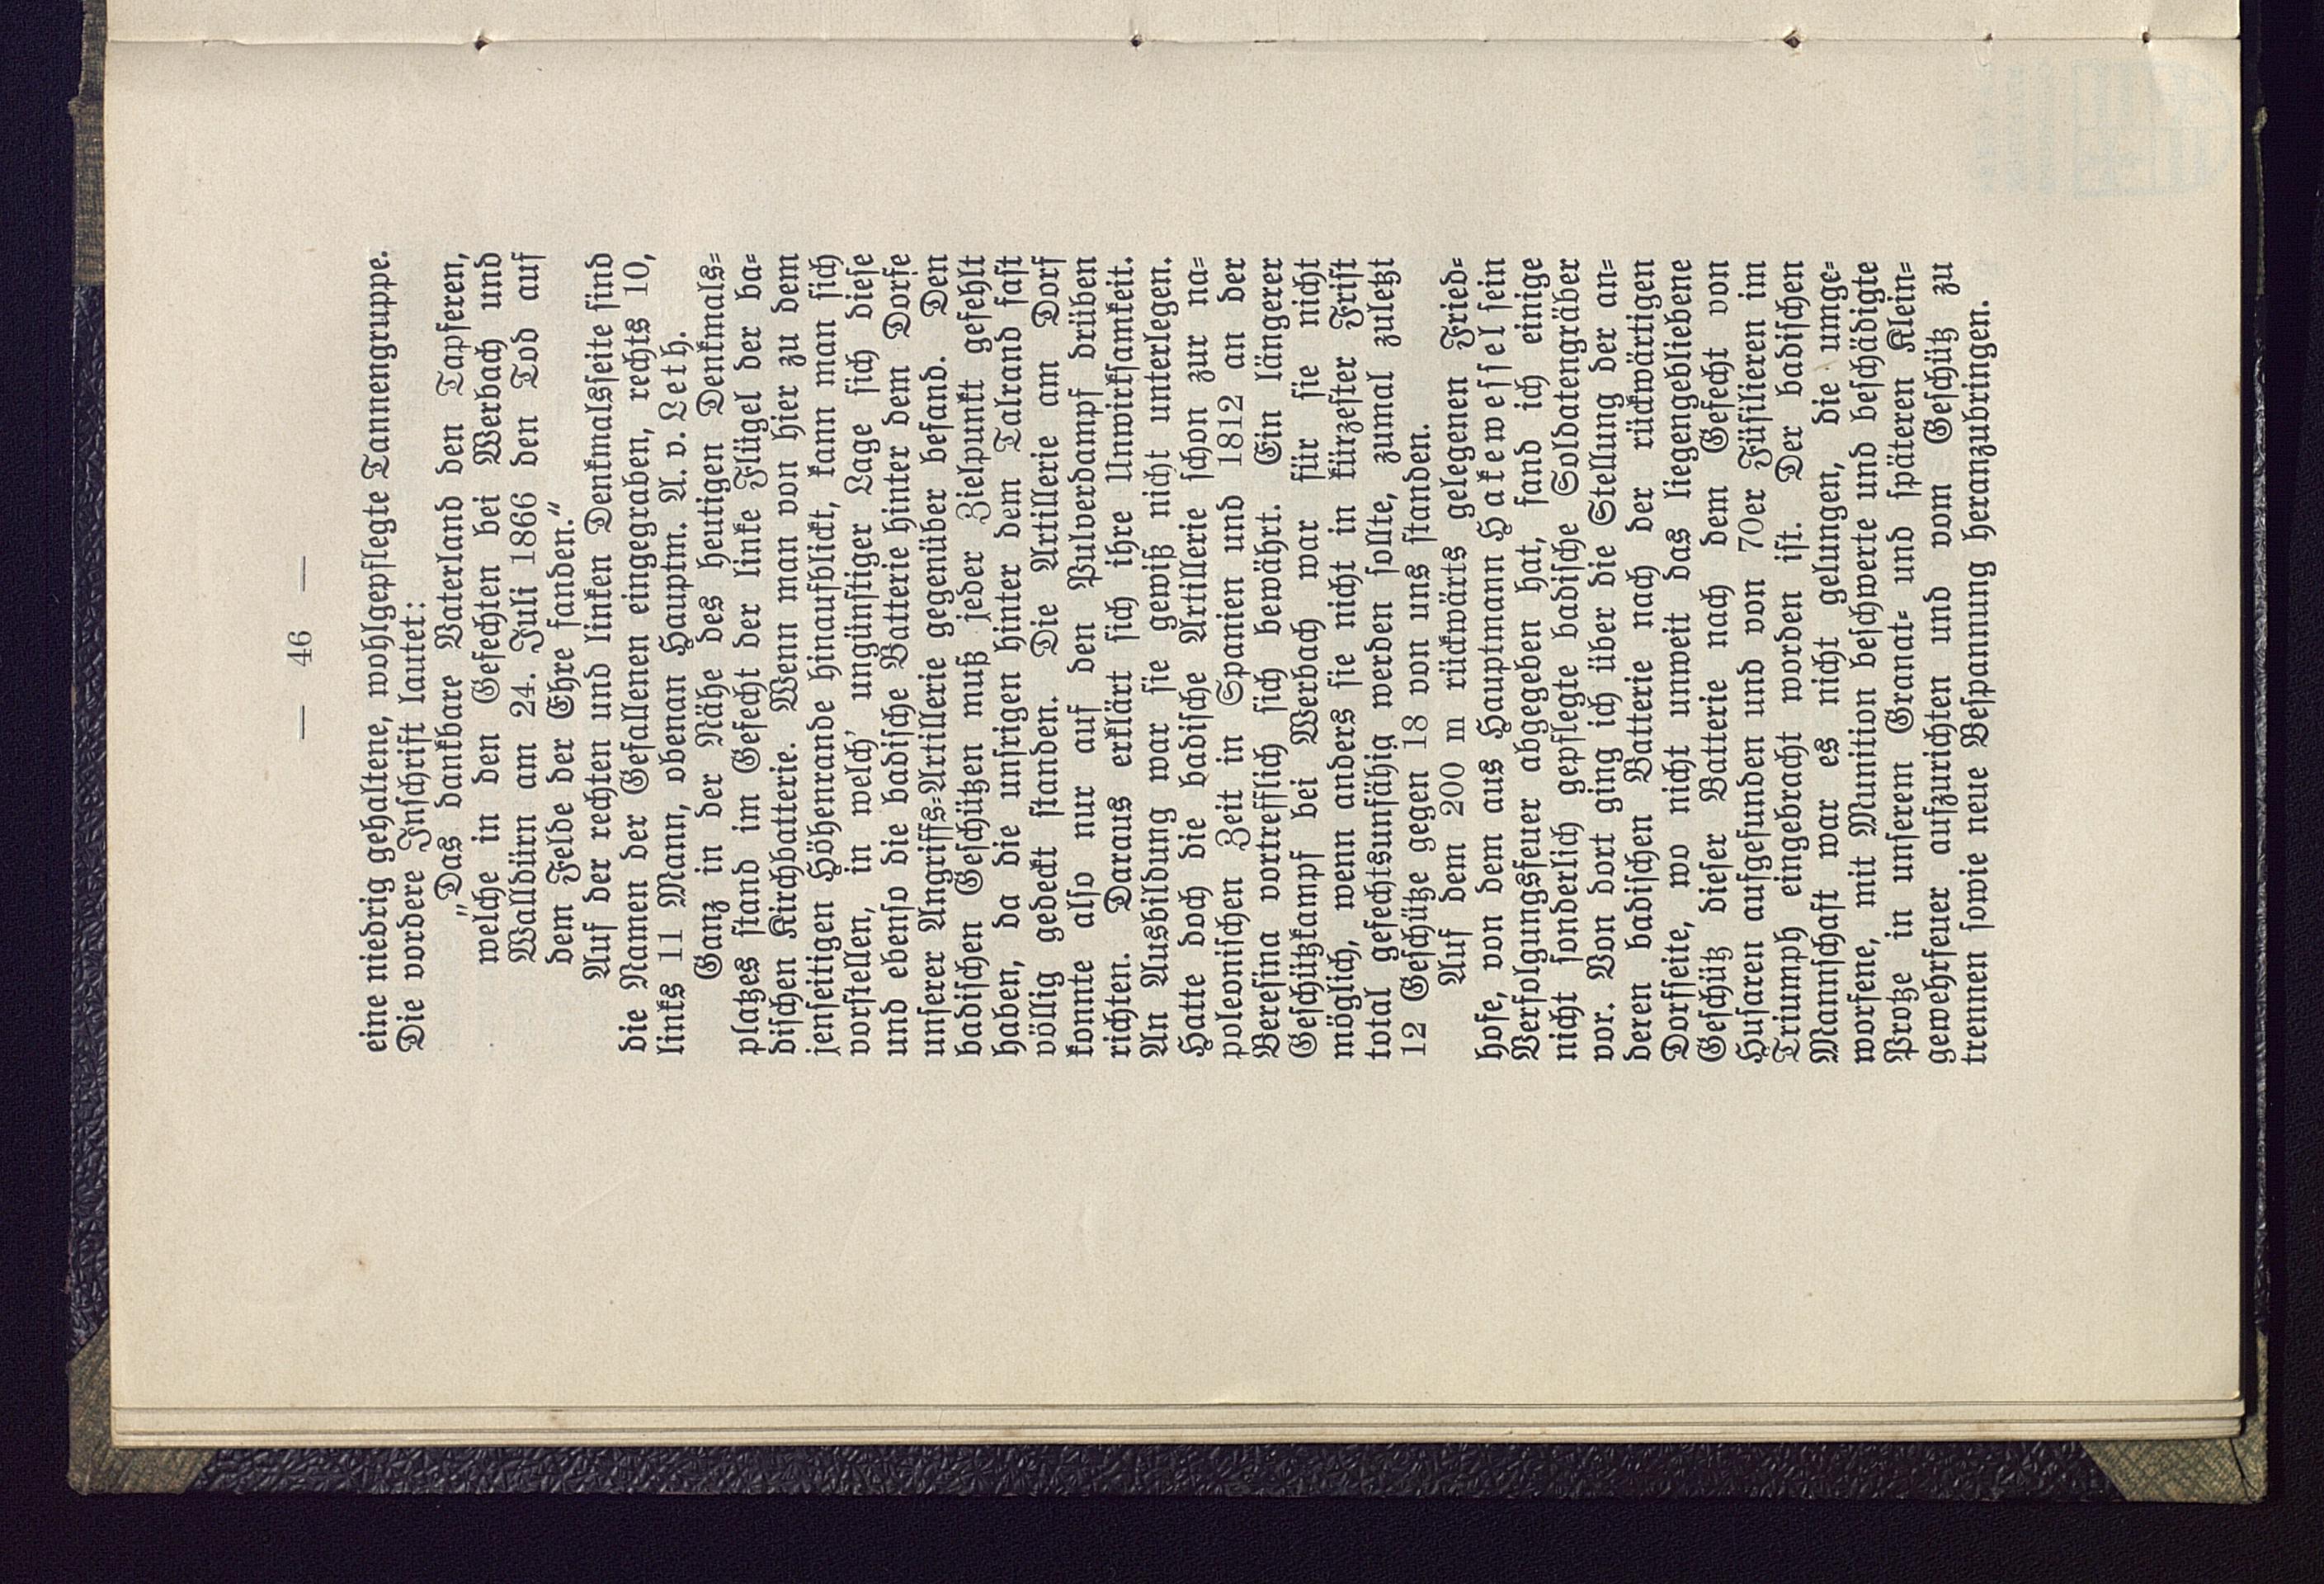 — 46 —
eine niedrig gehaltene, wohlgepflegte Tannengruppe.
Die vordere Inschrift lautet:
„Das dankbare Vaterland den Tapferen,
welche in den Gefechten bei Werbach und
Walldürn am 24. Juli 1866 den Tod auf
dem Felde der Ehre fanden.“
Auf der rechten und linken Denkmalsseite sind
die Namen der Gefallenen eingegraben, rechts 10,
links 11 Mann, obenan Hauptm. A. v. Leth.
Ganz in der Nähe des heutigen Denkmals-
platzes stand im Gefecht der linke Flügel der ba-
dischen Kirchbatterie. Wenn man von hier zu dem
jenseitigen Höhenrande hinaufblickt, kann man sich
vorstellen, in welch’ ungünstiger Lage sich diese
und ebenso die badische Batterie hinter dem Dorfe
unserer Angriffs-Artillerie gegenüber befand. Den
badischen Geschützen muß jeder Zielpunkt gefehlt
haben, da die unsrigen hinter dem Talrand fast
völlig gedeckt standen. Die Artillerie am Dorf
konnte also nur auf den Pulverdampf drüben
richten. Daraus erklärt sich ihre Unwirksamkeit.
An Ausbildung war sie gewiß nicht unterlegen.
Hatte doch die badische Artillerie schon zur na-
poleonischen Zeit in Spanien und 1812 an der
Beresina vortrefflich sich bewährt. Ein längerer
Geschützkampf bei Werbach war für sie nicht
möglich, wenn anders sie nicht in kürzester Frist
total gefechtsunfähig werden sollte, zumal zuletzt
12 Geschütze gegen 18 von uns standen.
Auf dem 200 m rückwärts gelegenen Fried-
hofe, von dem aus Hauptmann Hakewessel sein
Verfolgungsfeuer abgegeben hat, fand ich einige
nicht sonderlich gepflegte badische Soldatengräber
vor. Von dort ging ich über die Stellung der an-
deren badischen Batterie nach der rückwärtigen
Dorfseite, wo nicht unweit das liegengebliebene
Geschütz dieser Batterie nach dem Gefecht von
Husaren aufgefunden und von 70er Füsilieren im
Triumph eingebracht worden ist. Der badischen
Mannschaft war es nicht gelungen, die umge-
worfene, mit Munition beschwerte und beschädigte
Protze in unserem Granat- und späteren Klein-
gewehrfeuer aufzurichten und vom Geschütz zu
trennen sowie neue Bespannung heranzubringen.